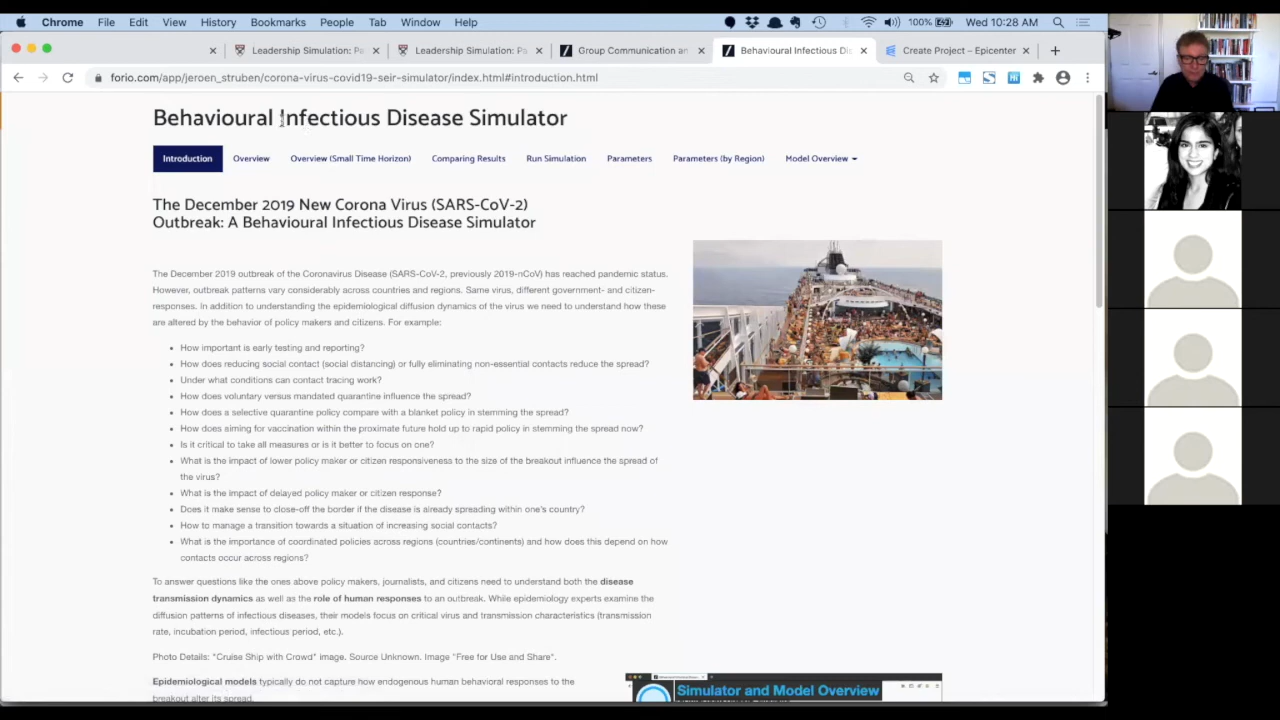 Chrome File Edit View History Bookmarks People Tab Window Help 100% Wed 10:28 AM
Leadership Simulation: Pa Leadership Simulation: Pa Group Communication an Behavioural Infectious Dis Create Project – Epicenter
forio.com/app/jeroen_struben/corona-virus-covid19-seir-simulator/index.html#introduction.html
Behavioural Infectious Disease Simulator
Introduction Overview Overview (Small Time Horizon) Comparing Results Run Simulation Parameters Parameters (by Region) Model Overview
The December 2019 New Corona Virus (SARS-CoV-2)
Outbreak: A Behavioural Infectious Disease Simulator
The December 2019 outbreak of the Coronavirus Disease (SARS-CoV-2, previously 2019-nCoV) has reached pandemic status.
However, outbreak patterns vary considerably across countries and regions. Same virus, different government- and citizen-
responses. In addition to understanding the epidemiological diffusion dynamics of the virus we need to understand how these
are altered by the behavior of policy makers and citizens. For example:
• How important is early testing and reporting?
• How does reducing social contact (social distancing) or fully eliminating non-essential contacts reduce the spread?
• Under what conditions can contact tracing work?
• How does voluntary versus mandated quarantine influence the spread?
• How does a selective quarantine policy compare with a blanket policy in stemming the spread?
• How does aiming for vaccination within the proximate future hold up to rapid policy in stemming the spread now?
• Is it critical to take all measures or is it better to focus on one?
• What is the impact of lower policy maker or citizen responsiveness to the size of the breakout influence the spread of
the virus?
• What is the impact of delayed policy maker or citizen response?
• Does it make sense to close-off the border if the disease is already spreading within one's country?
• How to manage a transition towards a situation of increasing social contacts?
• What is the importance of coordinated policies across regions (countries/continents) and how does this depend on how
contacts occur across regions?
To answer questions like the ones above policy makers, journalists, and citizens need to understand both the disease
transmission dynamics as well as the role of human responses to an outbreak. While epidemiology experts examine the
diffusion patterns of infectious diseases, their models focus on critical virus and transmission characteristics (transmission
rate, incubation period, infectious period, etc.).
Photo Details: "Cruise Ship with Crowd" image. Source Unknown. Image "Free for Use and Share".
Epidemiological models typically do not capture how endogenous human behavioral responses to the
breakout alter its spread.
Simulator and Model Overview